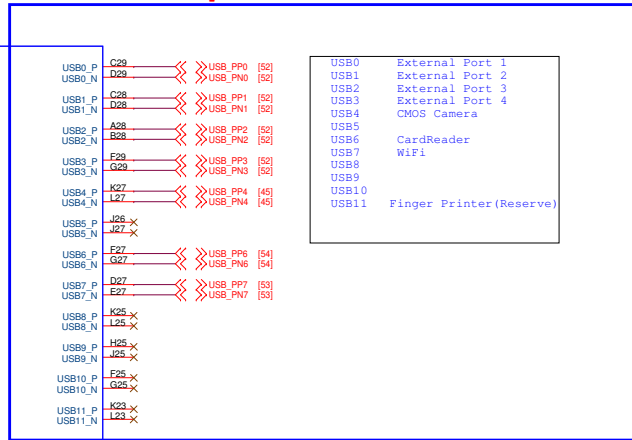 USB0_P C29 USB_PP0 [52]
USB0_N D29 USB_PN0 [52]
USB1_P C28 USB_PP1 [52]
USB1_N D28 USB_PN1 [52]
USB2_P A28 USB_PP2 [52]
USB2_N B28 USB_PN2 [52]
USB3_P F29 USB_PP3 [52]
USB3_N G29 USB_PN3 [52]
USB4_P K27 USB_PP4 [45]
USB4_N L27 USB_PN4 [45]
USB5_P J26
USB5_N J27
USB6_P F27 USB_PP6 [54]
USB6_N G27 USB_PN6 [54]
USB7_P D27 USB_PP7 [53]
USB7_N E27 USB_PN7 [53]
USB8_P K25
USB8_N L25
USB9_P H25
USB9_N J25
USB10_P F25
USB10_N G25
USB11_P K23
USB11_N L23
USB0 External Port 1
USB1 External Port 2
USB2 External Port 3
USB3 External Port 4
USB4 CMOS Camera
USB5
USB6 CardReader
USB7 WiFi
USB8
USB9
USB10
USB11 Finger Printer(Reserve)